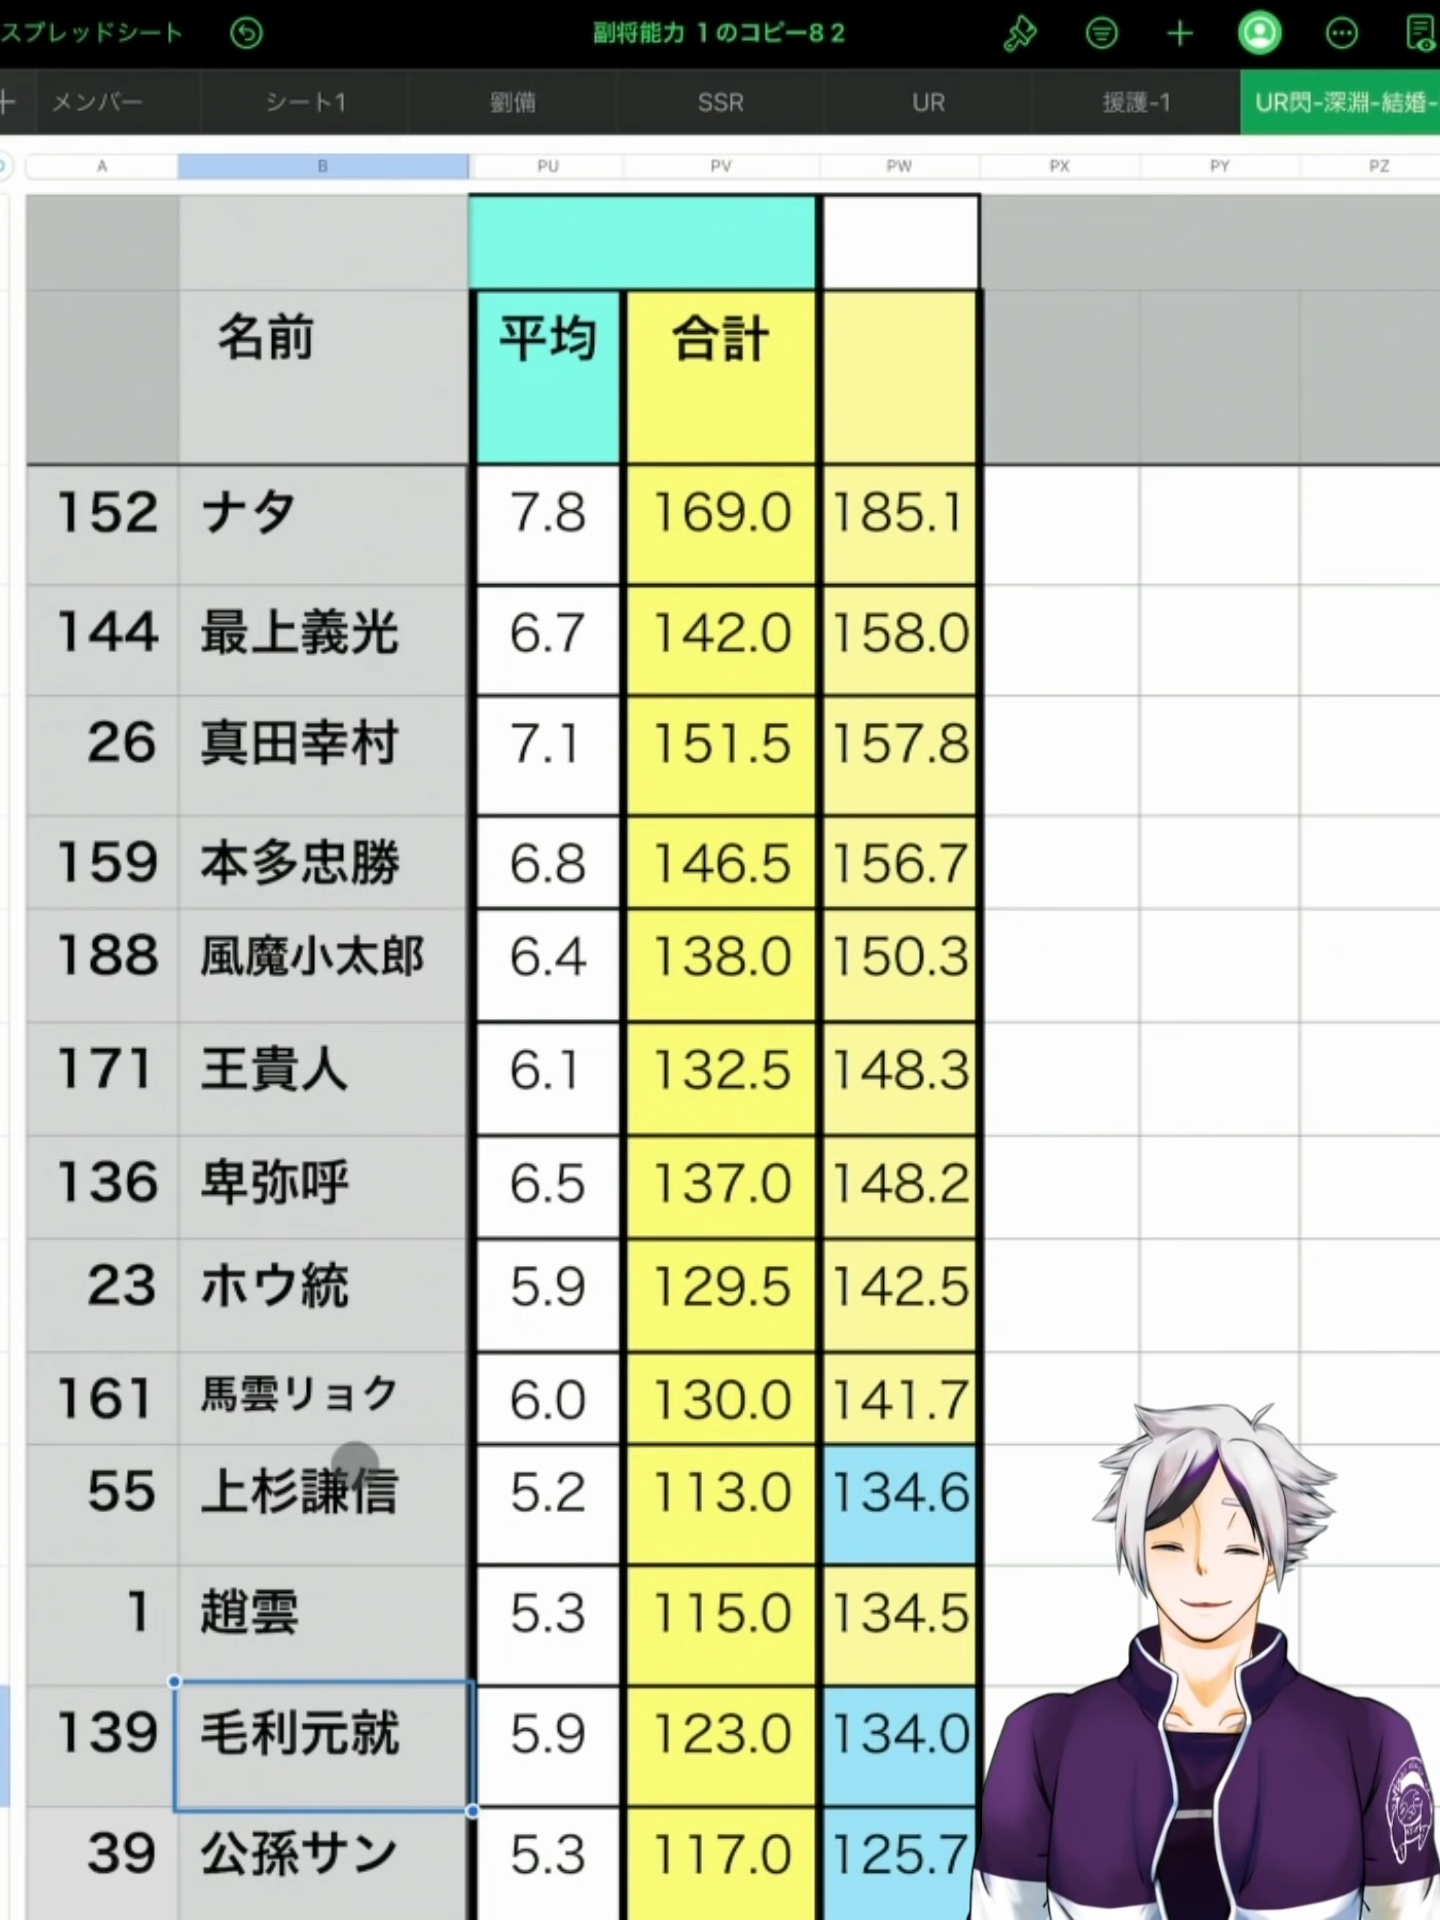 スプレッドシート 副将能力 1のコピー8 2
メンバー シート1 劉備 SSR UR 援護-1 UR閃-深淵-結婚-
A B PU PV PW PX PY PZ
名前 平均 合計
152 ナタ 7.8 169.0 185.1
144 最上義光 6.7 142.0 158.0
26 真田幸村 7.1 151.5 157.8
159 本多忠勝 6.8 146.5 156.7
188 風魔小太郎 6.4 138.0 150.3
171 王貴人 6.1 132.5 148.3
136 卑弥呼 6.5 137.0 148.2
23 ホウ統 5.9 129.5 142.5
161 馬雲リョク 6.0 130.0 141.7
55 上杉謙信 5.2 113.0 134.6
1 趙雲 5.3 115.0 134.5
139 毛利元就 5.9 123.0 134.0
39 公孫サン 5.3 117.0 125.7